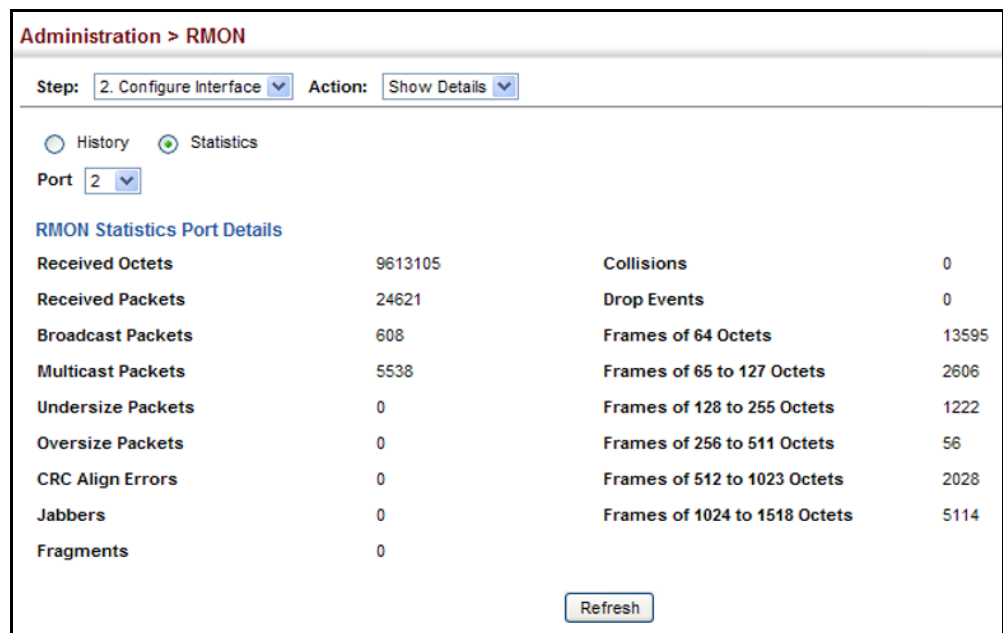 Administration > RMON
Step: 2. Configure Interface Action: Show Details
History Statistics
Port 2
RMON Statistics Port Details
Received Octets 9613105 Collisions 0
Received Packets 24621 Drop Events 0
Broadcast Packets 608 Frames of 64 Octets 13595
Multicast Packets 5538 Frames of 65 to 127 Octets 2606
Undersize Packets 0 Frames of 128 to 255 Octets 1222
Oversize Packets 0 Frames of 256 to 511 Octets 56
CRC Align Errors 0 Frames of 512 to 1023 Octets 2028
Jabbers 0 Frames of 1024 to 1518 Octets 5114
Fragments 0
Refresh